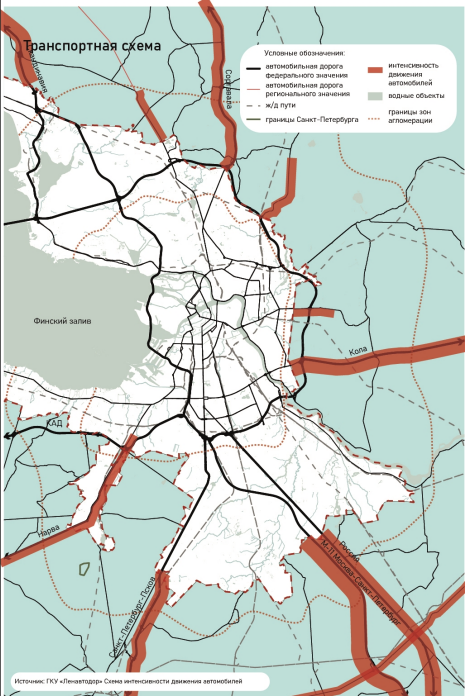 Транспортная схема
Условные обозначения:
автомобильная дорога
федерального значения
автомобильная дорога
регионального значения
ж/д пути
границы Санкт-Петербурга
интенсивность
движения
автомобилей
водные объекты
границы зон
агломерации
Скандинавия
Сортавала
Финский залив
Кола
КАД
Нарва
Россия
М-11 Москва-Санкт-Петербург
Санкт-Петербург-Псков
Источник: ГКУ «Ленавтодор» Схема интенсивности движения автомобилей